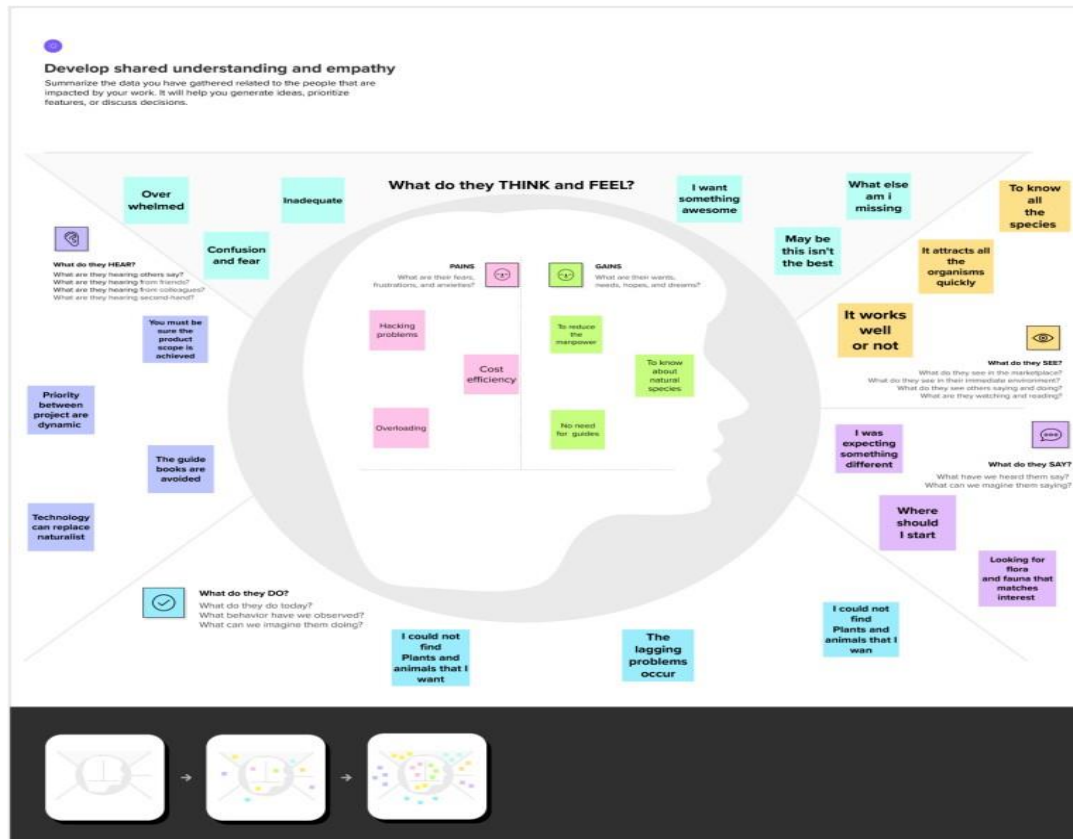 Develop shared understanding and empathy
Summarize the data you have gathered related to the people that are
impacted by your work. It will help you generate ideas, prioritize
features, or discuss decisions.
What do they THINK and FEEL?
Over
whelmed
Inadequate
Confusion
and fear
I want
something
awesome
What else
am i
missing
May be
this isn't
the best
To know
all
the
species
It attracts all
the
organisms
quickly
It works
well
or not
What do they HEAR?
What are they hearing others say?
What are they hearing from friends?
What are they hearing from colleagues?
What are they hearing second-hand?
You must be
sure the
product
scope is
achieved
Priority
between
project are
dynamic
The guide
books are
avoided
Technology
can replace
naturalist
PAINS
What are their fears,
frustrations, and anxieties?
Hacking
problems
Cost
efficiency
Overloading
GAINS
What are their wants,
needs, hopes, and dreams?
To reduce
the
manpower
To know
about
natural
species
No need
for guides
What do they SEE?
What do they see in the marketplace?
What do they see in their immediate environment?
What do they see others saying and doing?
What are they watching and reading?
I was
expecting
something
different
What do they SAY?
What have we heard them say?
What can we magine them saying?
Where
should
I start
Looking for
flora
and fauna that
matches
interest
What do they DO?
What do they do today?
What behavior have we observed?
What can we imagine them doing?
I could not
find
Plants and
animals that I
want
The
lagging
problems
occur
I could not
find
Plants and
animals that I
wan